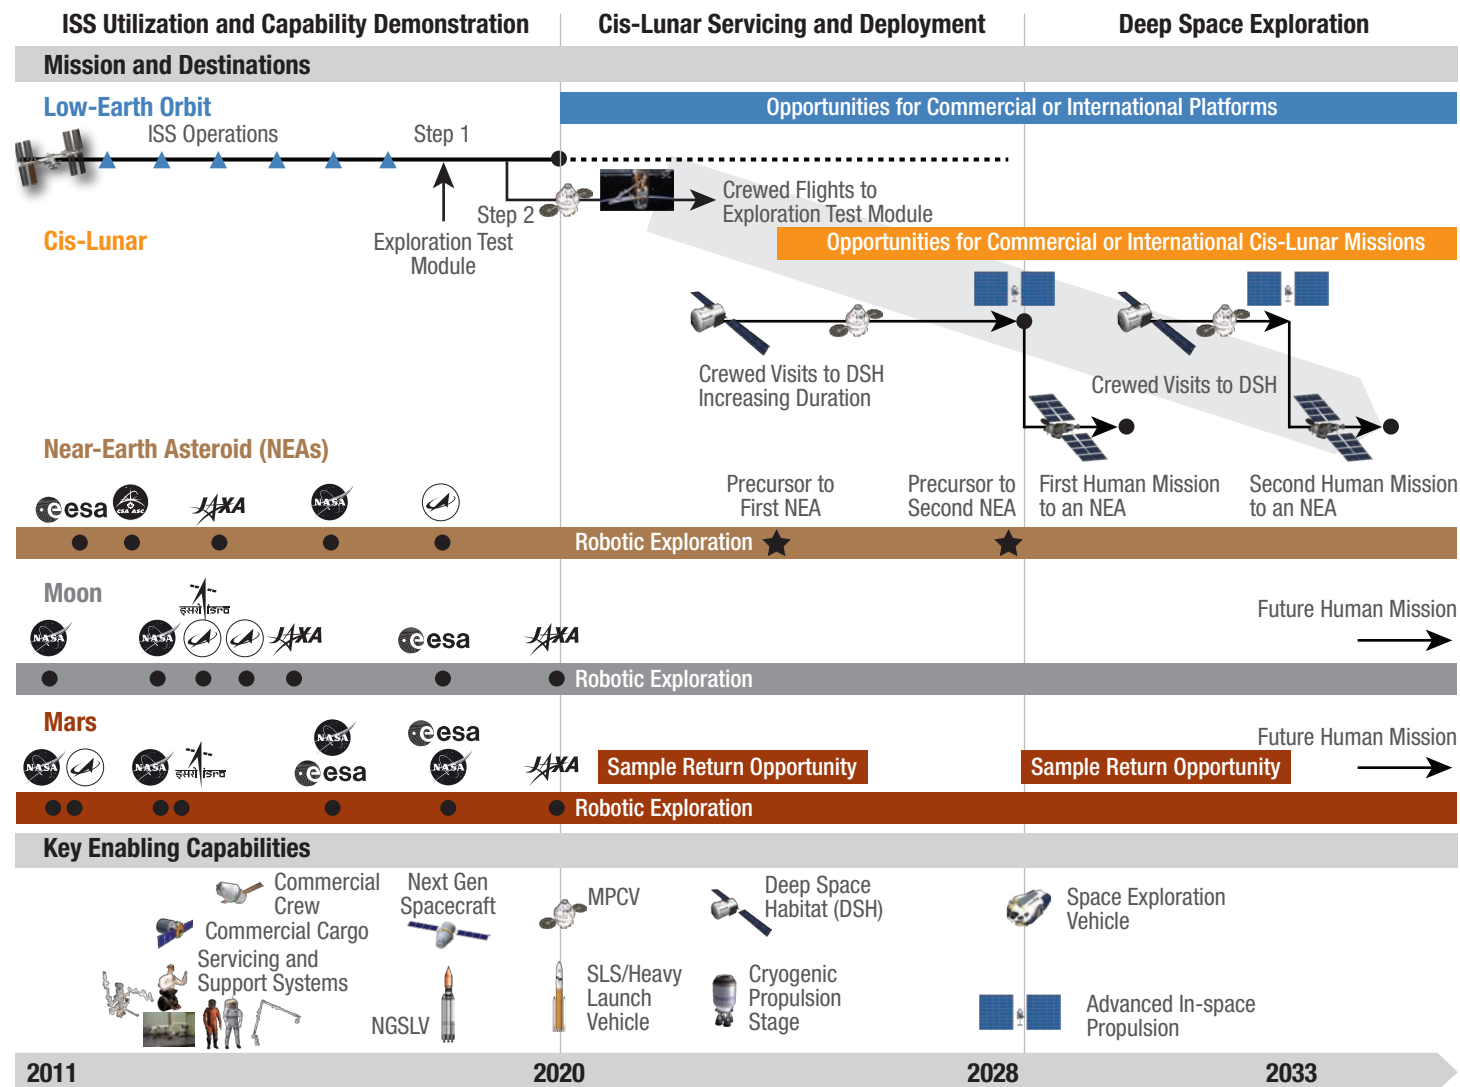 ISS Utilization and Capability Demonstration
Cis-Lunar Servicing and Deployment
Deep Space Exploration
Mission and Destinations
Low-Earth Orbit
Opportunities for Commercial or International Platforms
ISS Operations
Step 1
Step 2
Crewed Flights to
Exploration Test Module
Exploration Test
Module
Cis-Lunar
Opportunities for Commercial or International Cis-Lunar Missions
Crewed Visits to DSH
Increasing Duration
Crewed Visits to DSH
Near-Earth Asteroid (NEAs)
esa
CSA ASC
JAXA
NASA
Precursor to
First NEA
Precursor to
Second NEA
First Human Mission
to an NEA
Second Human Mission
to an NEA
Robotic Exploration
Moon
NASA
NASA
इसरो isro
JAXA
esa
JAXA
Future Human Mission
Robotic Exploration
Mars
NASA
NASA
इसरो isro
NASA
esa
esa
NASA
JAXA
Sample Return Opportunity
Sample Return Opportunity
Future Human Mission
Robotic Exploration
Key Enabling Capabilities
Commercial
Crew
Commercial Cargo
Servicing and
Support Systems
Next Gen
Spacecraft
NGSLV
MPCV
SLS/Heavy
Launch
Vehicle
Deep Space
Habitat (DSH)
Cryogenic
Propulsion
Stage
Space Exploration
Vehicle
Advanced In-space
Propulsion
2011
2020
2028
2033